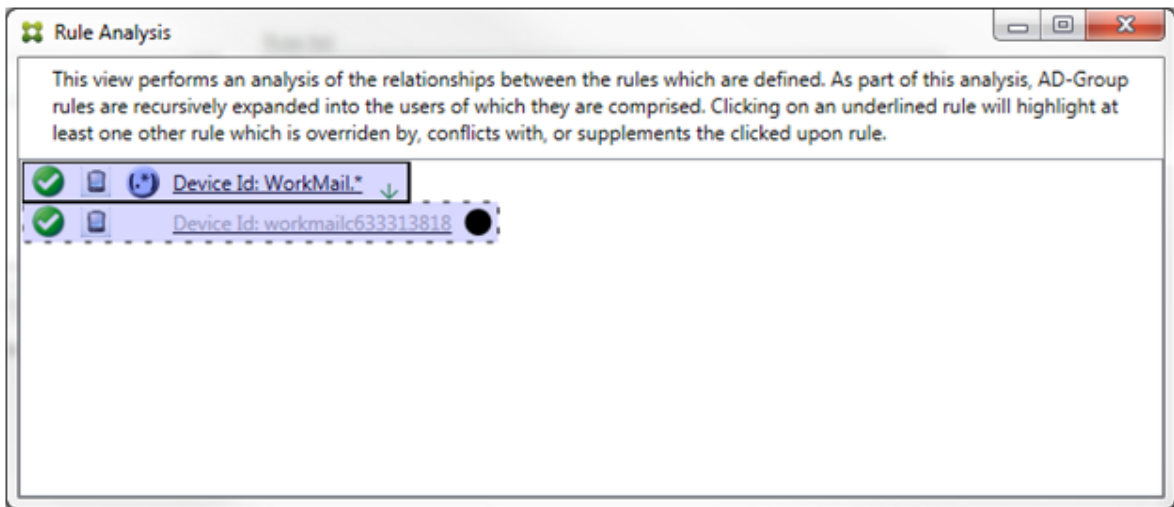 Rule Analysis
This view performs an analysis of the relationships between the rules which are defined. As part of this analysis, AD-Group
rules are recursively expanded into the users of which they are comprised. Clicking on an underlined rule will highlight at
least one other rule which is overriden by, conflicts with, or supplements the clicked upon rule.
(.*) Device Id: WorkMail.*
Device Id: workmailc633313818